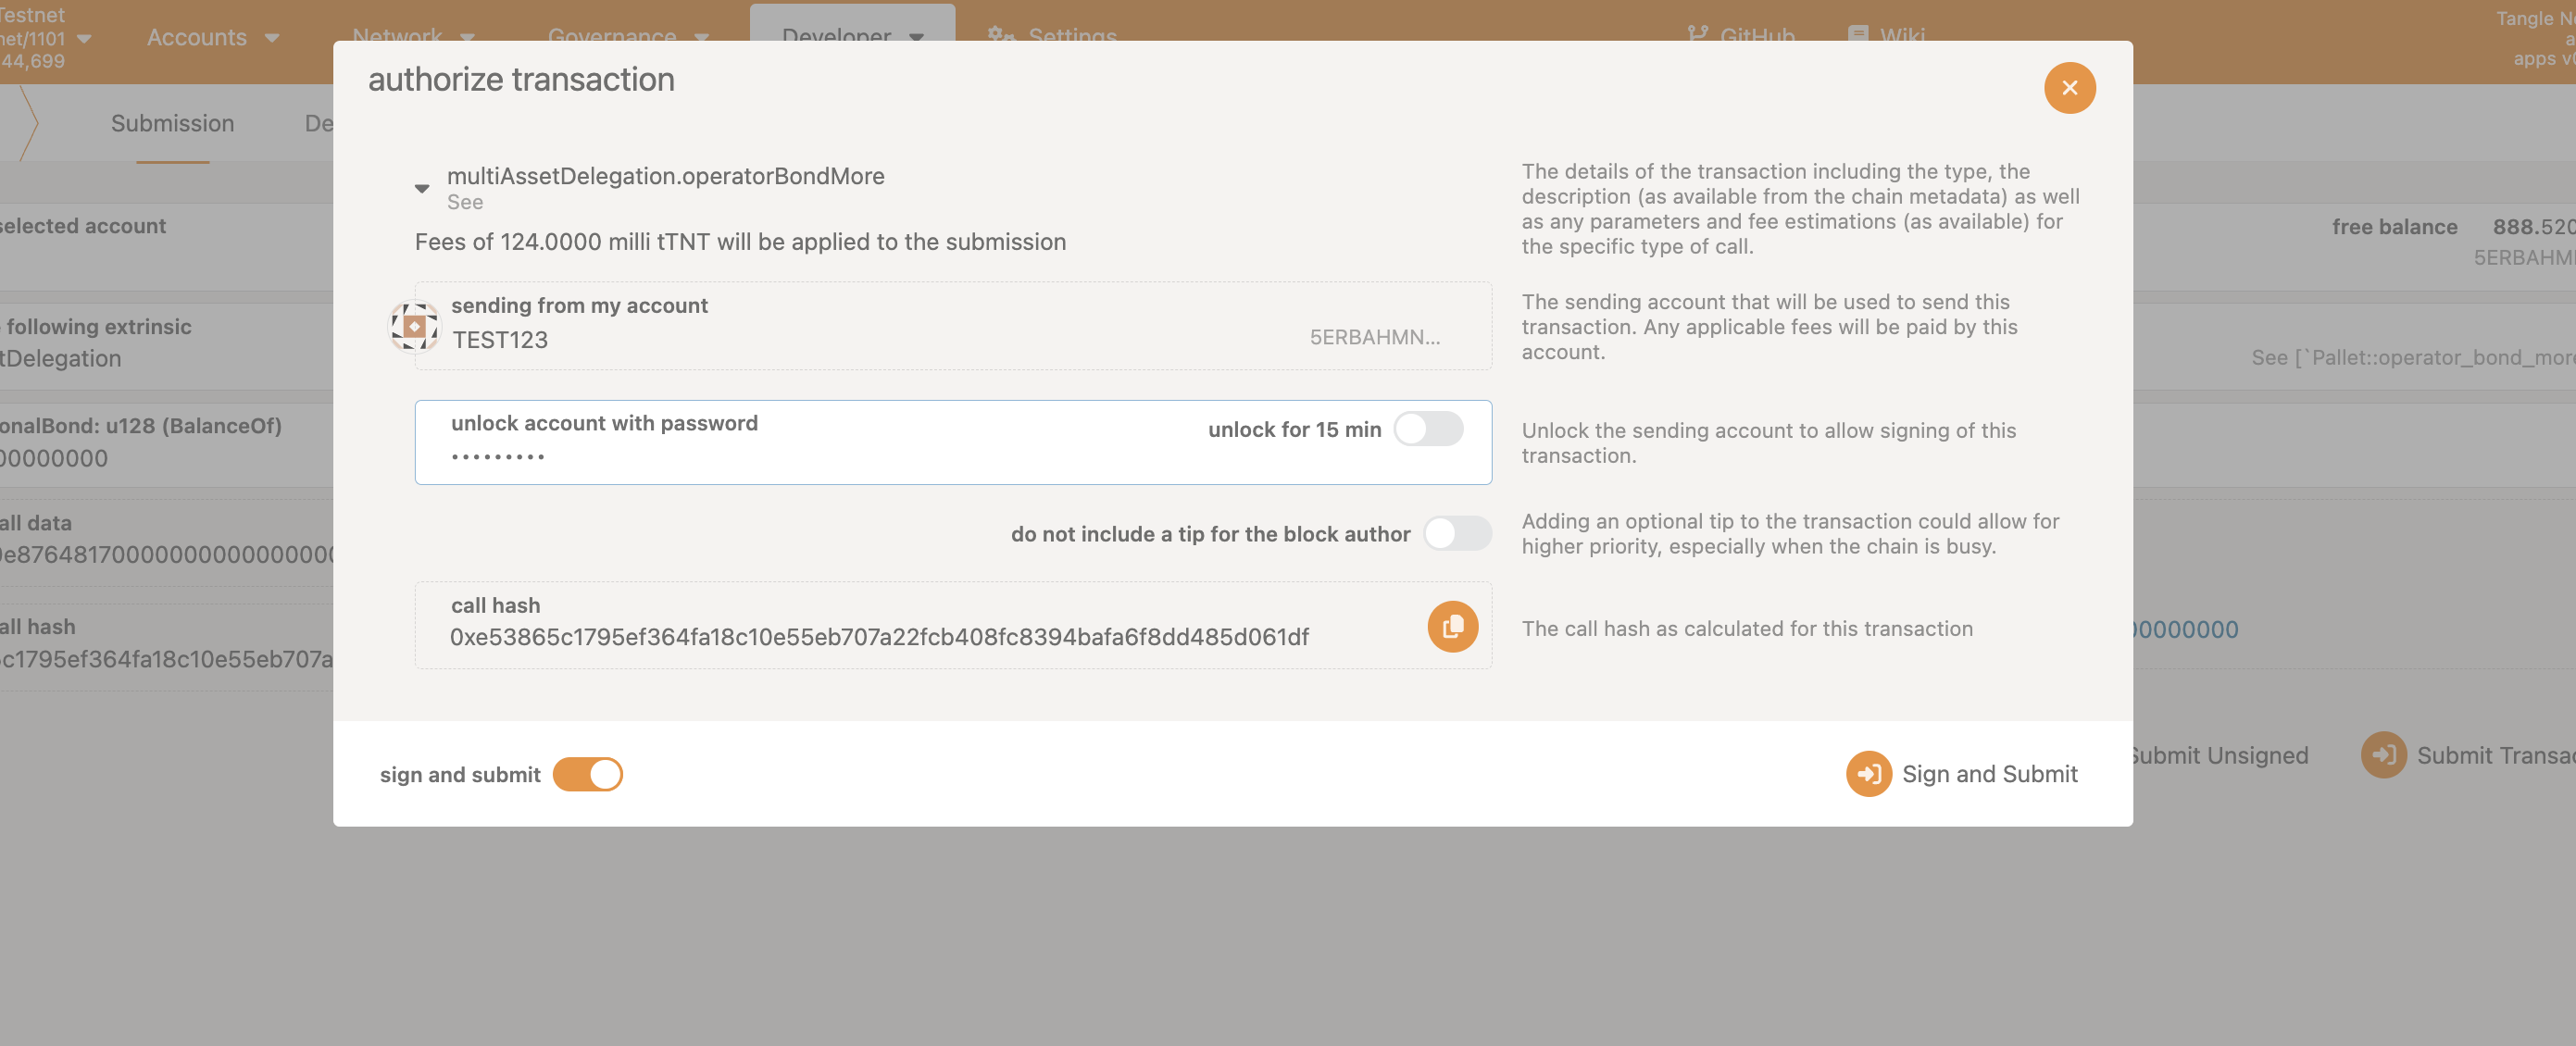 Testnet
net/1101
44,699
Accounts
Network
Governance
Developer
Settings
GitHub
Wiki
Tangle
apps
Submission
authorize transaction
multiAssetDelegation.operatorBondMore
See
Fees of 124.0000 milli tTNT will be applied to the submission
The details of the transaction including the type, the
description (as available from the chain metadata) as well
as any parameters and fee estimations (as available) for
the specific type of call.
sending from my account
TEST123
5ERBAHMN...
The sending account that will be used to send this
transaction. Any applicable fees will be paid by this
account.
unlock account with password
•••••••••
unlock for 15 min
Unlock the sending account to allow signing of this
transaction.
do not include a tip for the block author
Adding an optional tip to the transaction could allow for
higher priority, especially when the chain is busy.
call hash
0xe53865c1795ef364fa18c10e55eb707a22fcb408fc8394bafa6f8dd485d061df
The call hash as calculated for this transaction
sign and submit
Sign and Submit
selected account
free balance
888.520
5ERBAHM
following extrinsic
tDelegation
See [`Pallet::operator_bond_more
onalBond: u128 (BalanceOf)
00000000
all data
all hash
c1795ef364fa18c10e55eb707a
00000000
Submit Unsigned
Submit Transac